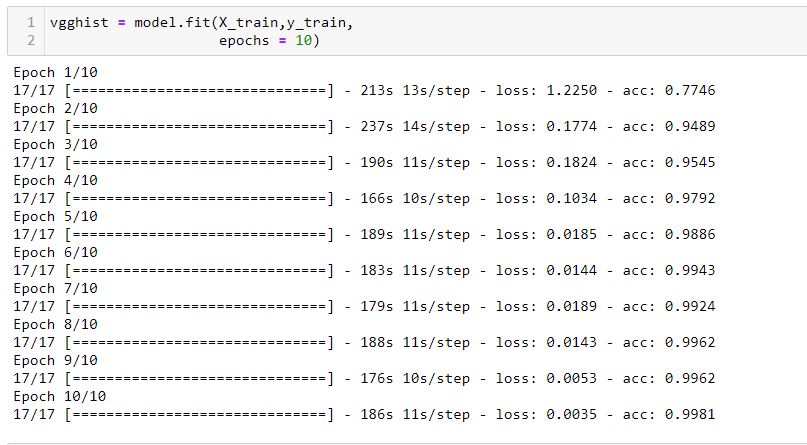 1 vgghist = model.fit(X_train,y_train,
2                     epochs = 10)
Epoch 1/10
17/17 [==============================] - 213s 13s/step - loss: 1.2250 - acc: 0.7746
Epoch 2/10
17/17 [==============================] - 237s 14s/step - loss: 0.1774 - acc: 0.9489
Epoch 3/10
17/17 [==============================] - 190s 11s/step - loss: 0.1824 - acc: 0.9545
Epoch 4/10
17/17 [==============================] - 166s 10s/step - loss: 0.1034 - acc: 0.9792
Epoch 5/10
17/17 [==============================] - 189s 11s/step - loss: 0.0185 - acc: 0.9886
Epoch 6/10
17/17 [==============================] - 183s 11s/step - loss: 0.0144 - acc: 0.9943
Epoch 7/10
17/17 [==============================] - 179s 11s/step - loss: 0.0189 - acc: 0.9924
Epoch 8/10
17/17 [==============================] - 188s 11s/step - loss: 0.0143 - acc: 0.9962
Epoch 9/10
17/17 [==============================] - 176s 10s/step - loss: 0.0053 - acc: 0.9962
Epoch 10/10
17/17 [==============================] - 186s 11s/step - loss: 0.0035 - acc: 0.9981